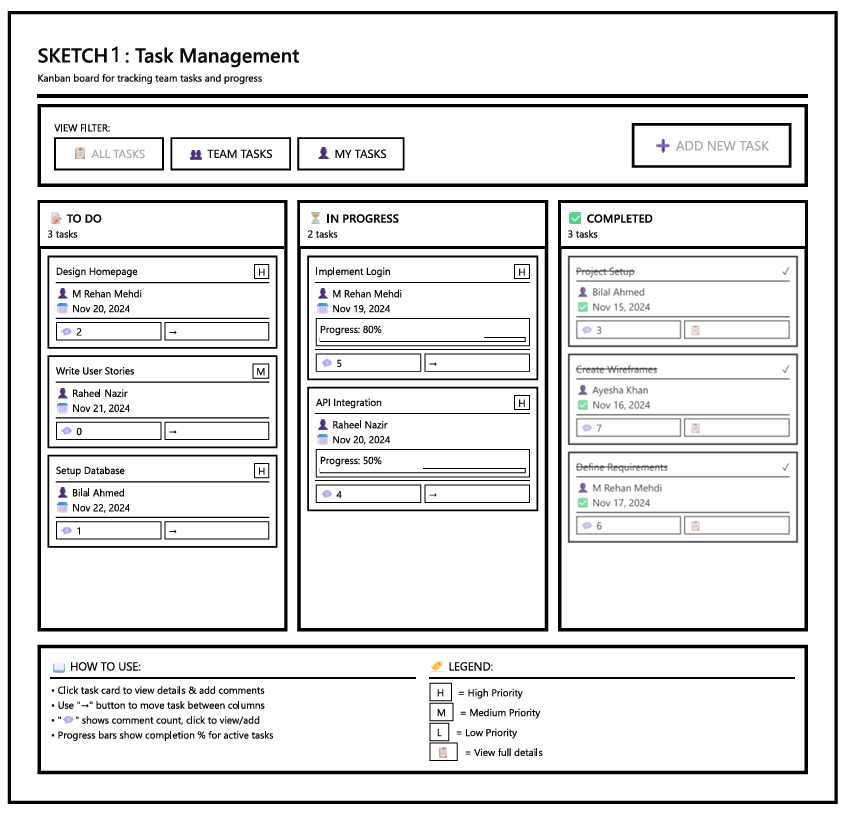 SKETCH1: Task Management
Kanban board for tracking team tasks and progress
VIEW FILTER:
ALL TASKS
TEAM TASKS
MY TASKS
ADD NEW TASK
TO DO
3 tasks
Design Homepage H
M Rehan Mehdi
Nov 20, 2024
2 →
Write User Stories M
Raheel Nazir
Nov 21, 2024
0 →
Setup Database H
Bilal Ahmed
Nov 22, 2024
1 →
IN PROGRESS
2 tasks
Implement Login H
M Rehan Mehdi
Nov 19, 2024
Progress: 80%
5 →
API Integration H
Raheel Nazir
Nov 20, 2024
Progress: 50%
4 →
COMPLETED
3 tasks
Project Setup ✓
Bilal Ahmed
Nov 15, 2024
3
Create Wireframes ✓
Ayesha Khan
Nov 16, 2024
7
Define Requirements ✓
M Rehan Mehdi
Nov 17, 2024
6
HOW TO USE:
• Click task card to view details & add comments
• Use "→" button to move task between columns
• "💬" shows comment count, click to view/add
• Progress bars show completion % for active tasks
LEGEND:
H = High Priority
M = Medium Priority
L = Low Priority
📋 = View full details